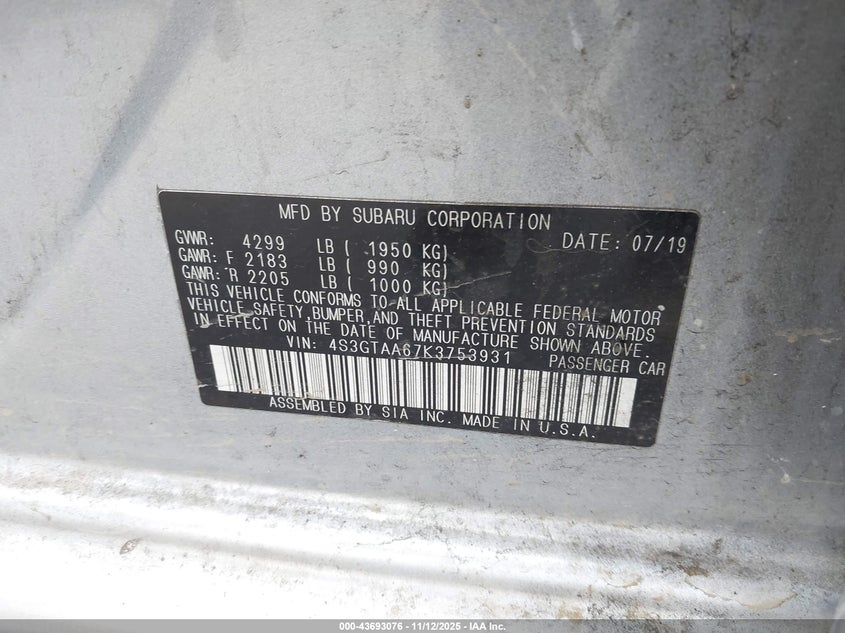 MFD BY SUBARU CORPORATION
GVWR: 4299 LB ( 1950 KG) DATE: 07/19
GAWR: F 2183 LB ( 990 KG)
GAWR: R 2205 LB ( 1000 KG)
THIS VEHICLE CONFORMS TO ALL APPLICABLE FEDERAL MOTOR
VEHICLE SAFETY, BUMPER, AND THEFT PREVENTION STANDARDS
IN EFFECT ON THE DATE OF MANUFACTURE SHOWN ABOVE.
VIN: 4S3GTAA67K3753931 PASSENGER CAR
ASSEMBLED BY SIA INC. MADE IN U.S.A.
000-43693076 - 11/12/2025 - IAA Inc.